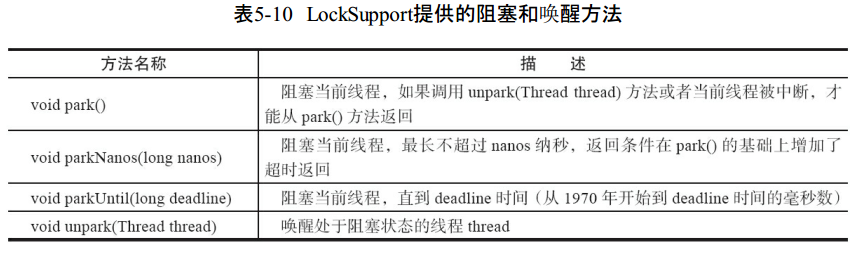 表5-10 LockSupport提供的阻塞和唤醒方法
方法名称 描 述
void park() 阻塞当前线程，如果调用 unpark(Thread thread) 方法或者当前线程被中断，才
能从 park() 方法返回
void parkNanos(long nanos) 阻塞当前线程，最长不超过 nanos 纳秒，返回条件在 park() 的基础上增加了
超时返回
void parkUntil(long deadline) 阻塞当前线程，直到 deadline 时间（从 1970 年开始到 deadline 时间的毫秒数）
void unpark(Thread thread) 唤醒处于阻塞状态的线程 thread